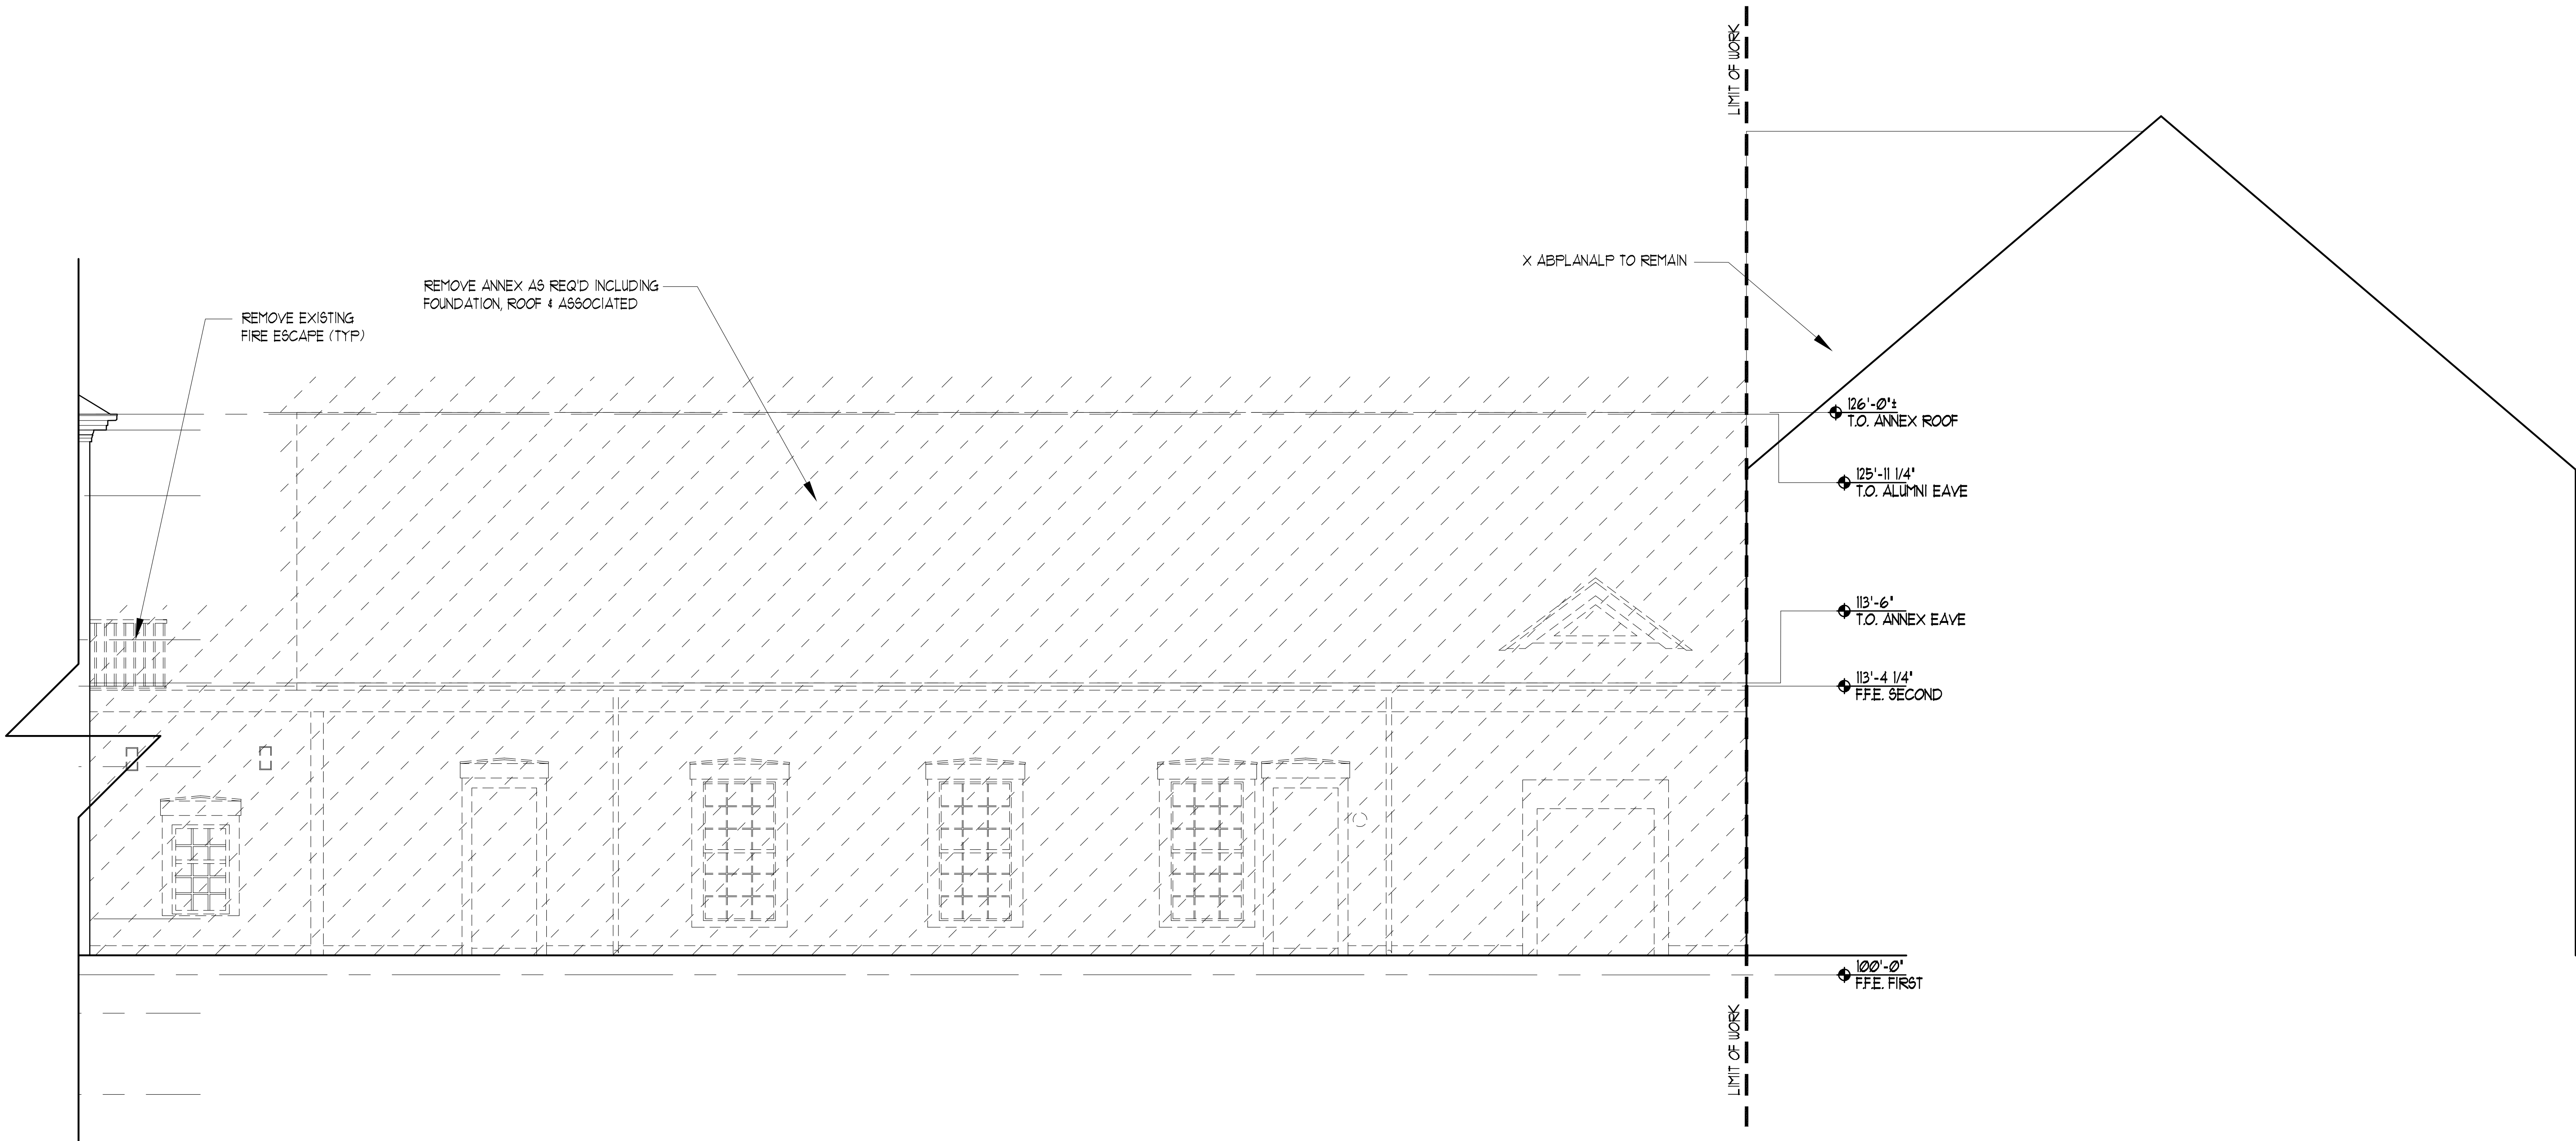 LIMIT OF WORK
REMOVE EXISTING
FIRE ESCAPE (TYP)
REMOVE ANNEX AS REQ'D INCLUDING
FOUNDATION, ROOF & ASSOCIATED
X ABPLANALP TO REMAIN
126'-0"±
T.O. ANNEX ROOF
125'-11 1/4"
T.O. ALUMNI EAVE
113'-6"
T.O. ANNEX EAVE
113'-4 1/4"
F.F.E. SECOND
100'-0"
F.F.E. FIRST
LIMIT OF WORK